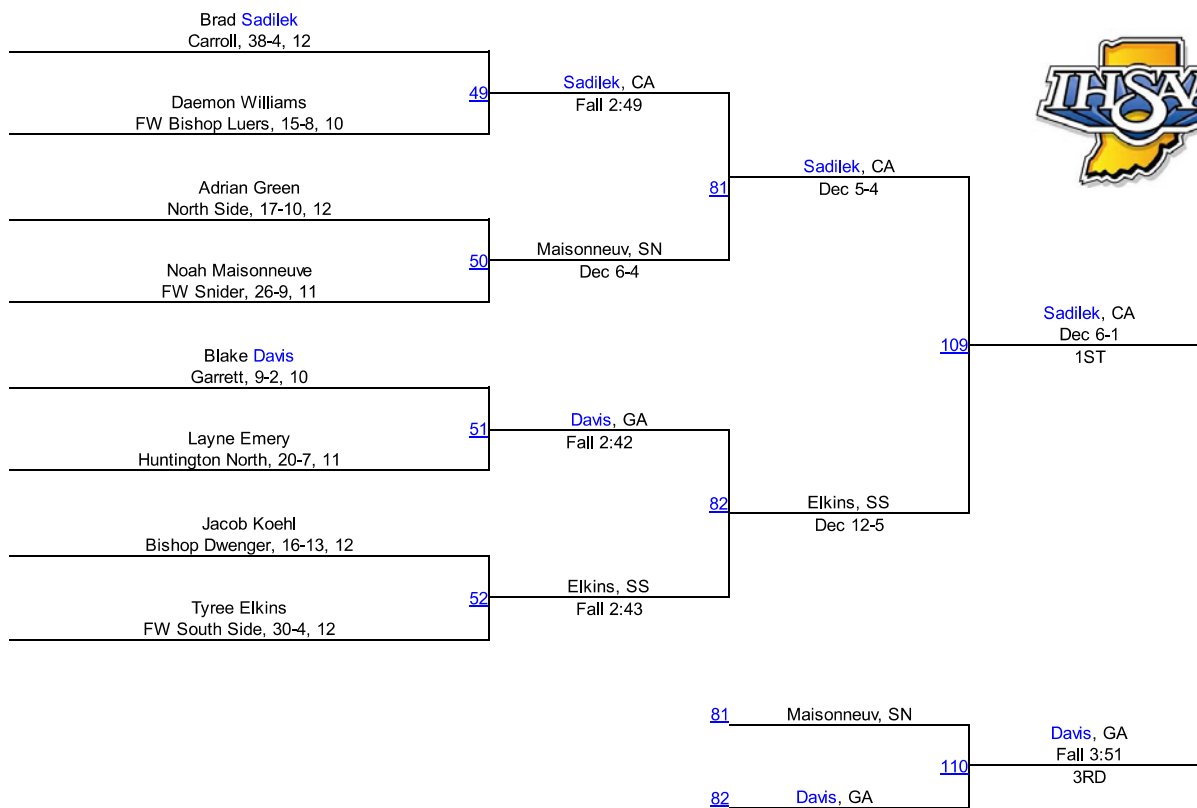 Brad Sadilek
Carroll, 38-4, 12
49
Daemon Williams
FW Bishop Luers, 15-8, 10
Sadilek, CA
Fall 2:49
81
Adrian Green
North Side, 17-10, 12
50
Noah Maisonneuve
FW Snider, 26-9, 11
Maisonneuv, SN
Dec 6-4
Sadilek, CA
Dec 5-4
109
Blake Davis
Garrett, 9-2, 10
51
Layne Emery
Huntington North, 20-7, 11
Davis, GA
Fall 2:42
82
Jacob Koehl
Bishop Dwenger, 16-13, 12
52
Tyree Elkins
FW South Side, 30-4, 12
Elkins, SS
Fall 2:43
Elkins, SS
Dec 12-5
Sadilek, CA
Dec 6-1
1ST
IHSAA
81
Maisonneuv, SN
110
82
Davis, GA
Davis, GA
Fall 3:51
3RD